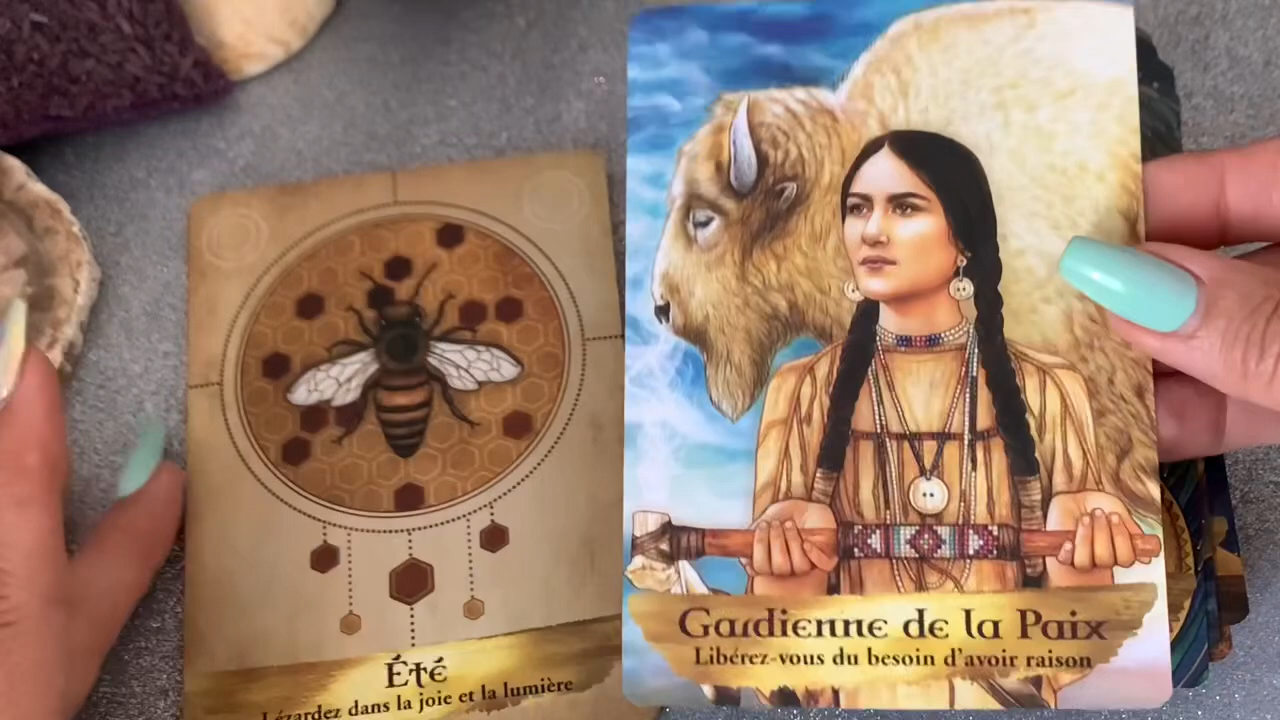 Été
Lézardez dans la joie et la lumière
Gardienne de la Paix
Libérez-vous du besoin d'avoir raison